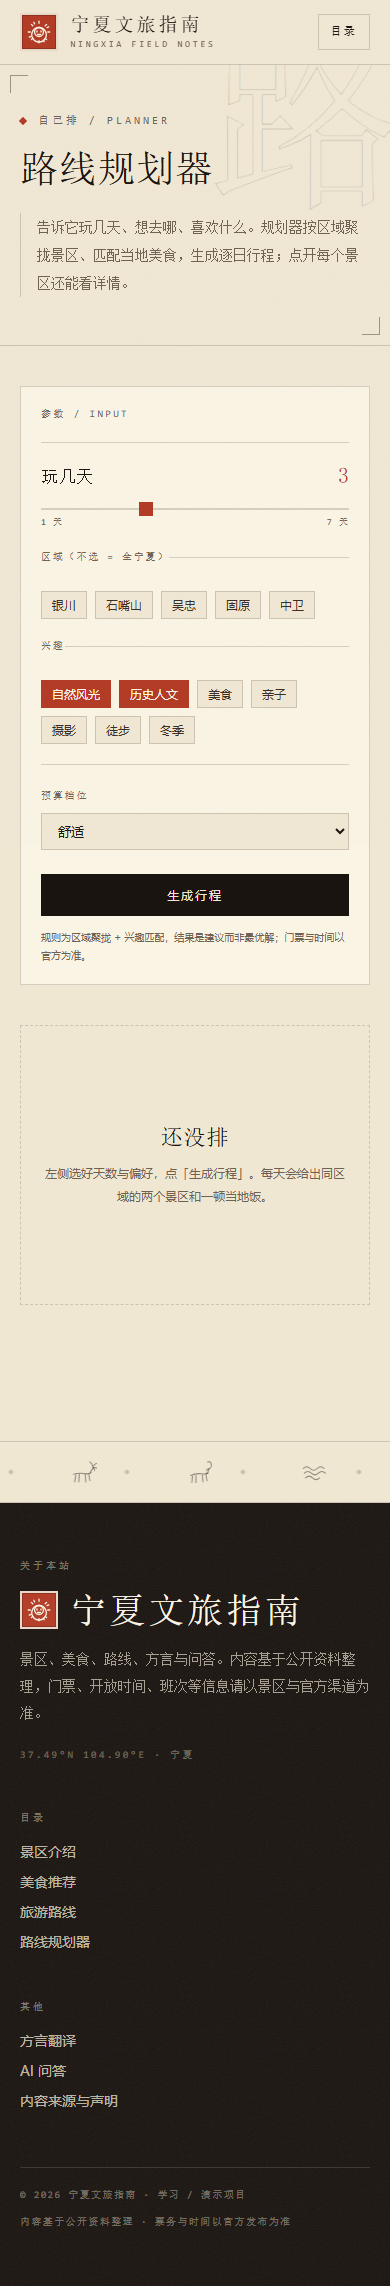 宁夏文旅指南
NINGXIA FIELD NOTES
目录
路
自己排 / PLANNER
路线规划器
告诉它玩几天、想去哪、喜欢什么。规划器按区域聚
拢景区、匹配当地美食，生成逐日行程；点开每个景
区还能看详情。
参数 / INPUT
玩几天
3
1 天
7 天
区域（不选 = 全宁夏）
银川
石嘴山
吴忠
固原
中卫
兴趣
自然风光
历史人文
美食
亲子
摄影
徒步
冬季
预算档位
舒适
生成行程
规则为区域聚拢 + 兴趣匹配，结果是建议而非最优解；门票与时间以
官方为准。
还没排
左侧选好天数与偏好，点「生成行程」。每天会给出同区
域的两个景区和一顿当地饭。
关于本站
宁夏文旅指南
景区、美食、路线、方言与问答。内容基于公开资料整
理，门票、开放时间、班次等信息请以景区与官方渠道为
准。
37.49°N 104.90°E · 宁夏
目录
景区介绍
美食推荐
旅游路线
路线规划器
其他
方言翻译
AI 问答
内容来源与声明
© 2026 宁夏文旅指南 · 学习 / 演示项目
内容基于公开资料整理 · 票务与时间以官方发布为准